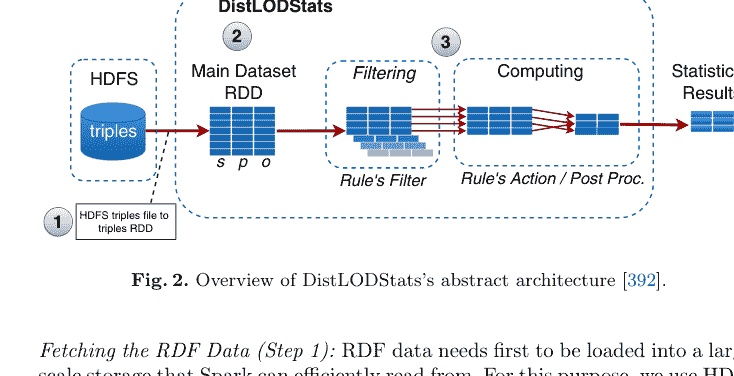 DistLODStats
2
3
HDFS
Main Dataset
RDD
Filtering
Computing
Statistic
Result
triples
s p o
Rule's Filter
Rule's Action / Post Proc.
1
HDFS triples file to
triples RDD
Fig. 2. Overview of DistLODStats's abstract architecture [392].
Fetching the RDF Data (Step 1): RDF data needs first to be loaded into a lar
scale storage that Spark can efficiently read from. For this purpose, we use HD